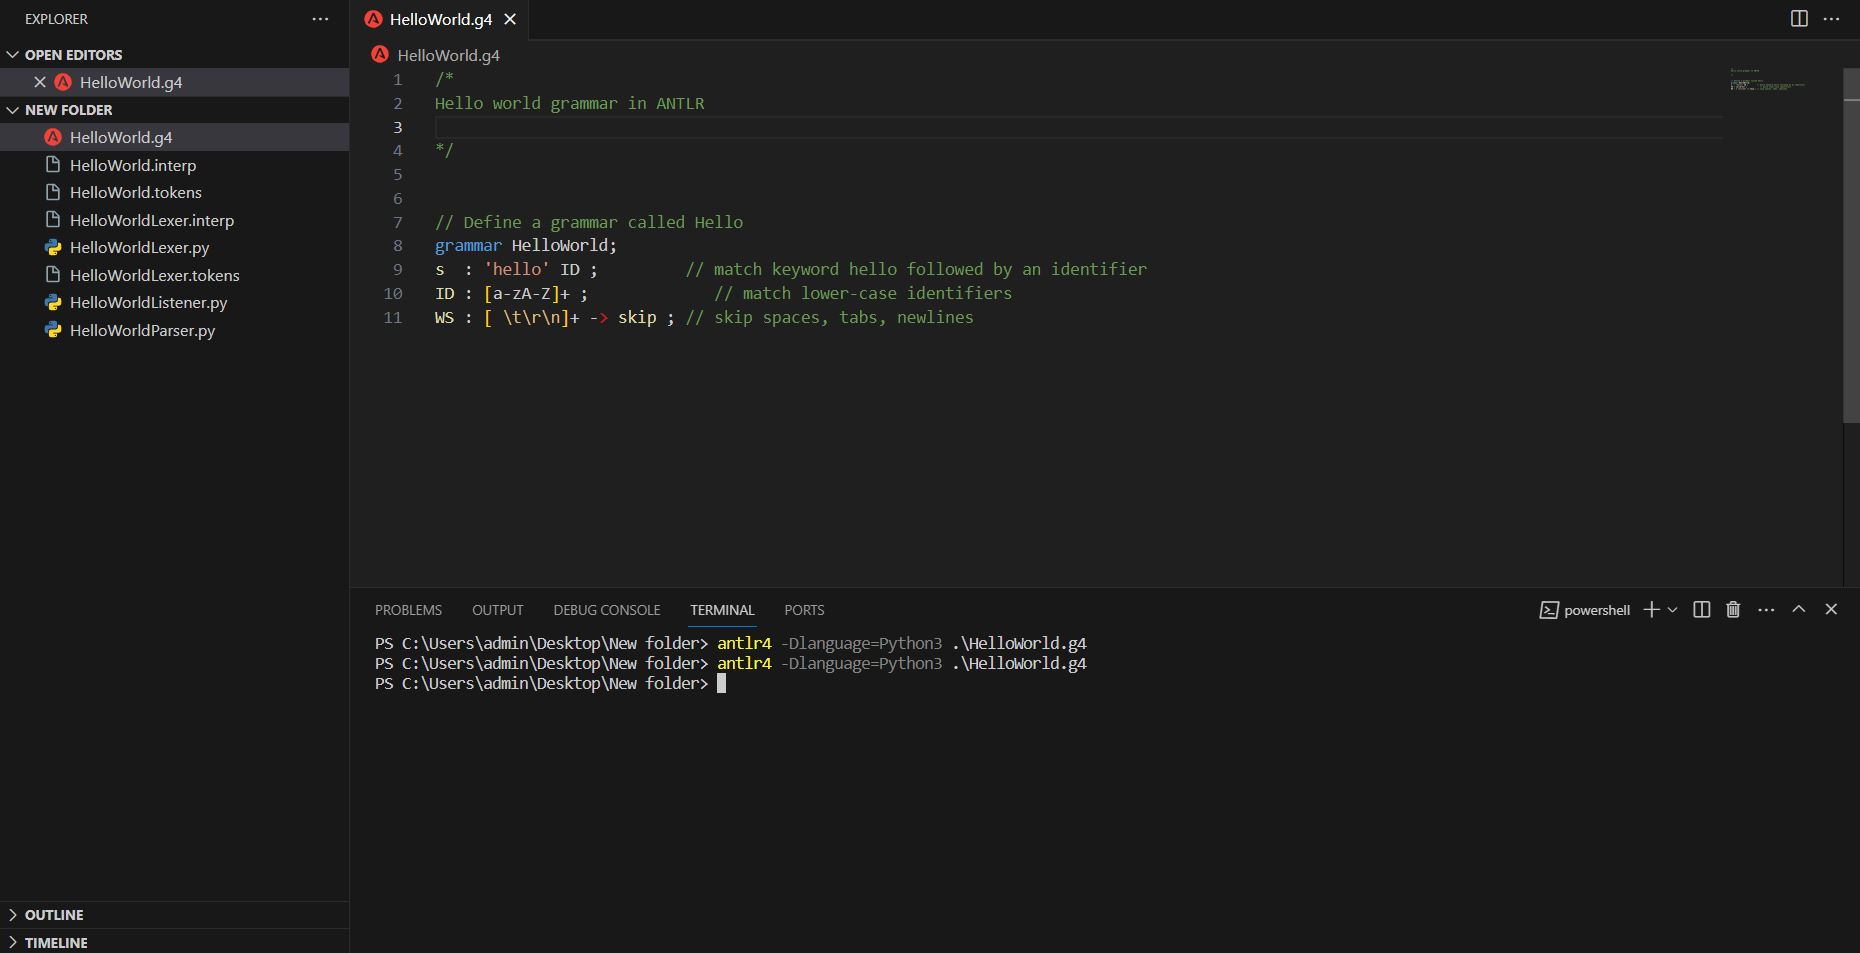 EXPLORER
OPEN EDITORS
HelloWorld.g4
NEW FOLDER
HelloWorld.g4
HelloWorld.interp
HelloWorld.tokens
HelloWorldLexer.interp
HelloWorldLexer.py
HelloWorldLexer.tokens
HelloWorldListener.py
HelloWorldParser.py
OUTLINE
TIMELINE
HelloWorld.g4
HelloWorld.g4
1 /*
2 Hello world grammar in ANTLR
3
4 */
5
6
7 // Define a grammar called Hello
8 grammar HelloWorld;
9 s  : 'hello' ID ;         // match keyword hello followed by an identifier
10 ID : [a-zA-Z]+ ;             // match lower-case identifiers
11 WS : [ \t\r\n]+ -> skip ; // skip spaces, tabs, newlines
PROBLEMS OUTPUT DEBUG CONSOLE TERMINAL PORTS powershell
PS C:\Users\admin\Desktop\New folder> antlr4 -Dlanguage=Python3 .\HelloWorld.g4
PS C:\Users\admin\Desktop\New folder> antlr4 -Dlanguage=Python3 .\HelloWorld.g4
PS C:\Users\admin\Desktop\New folder>